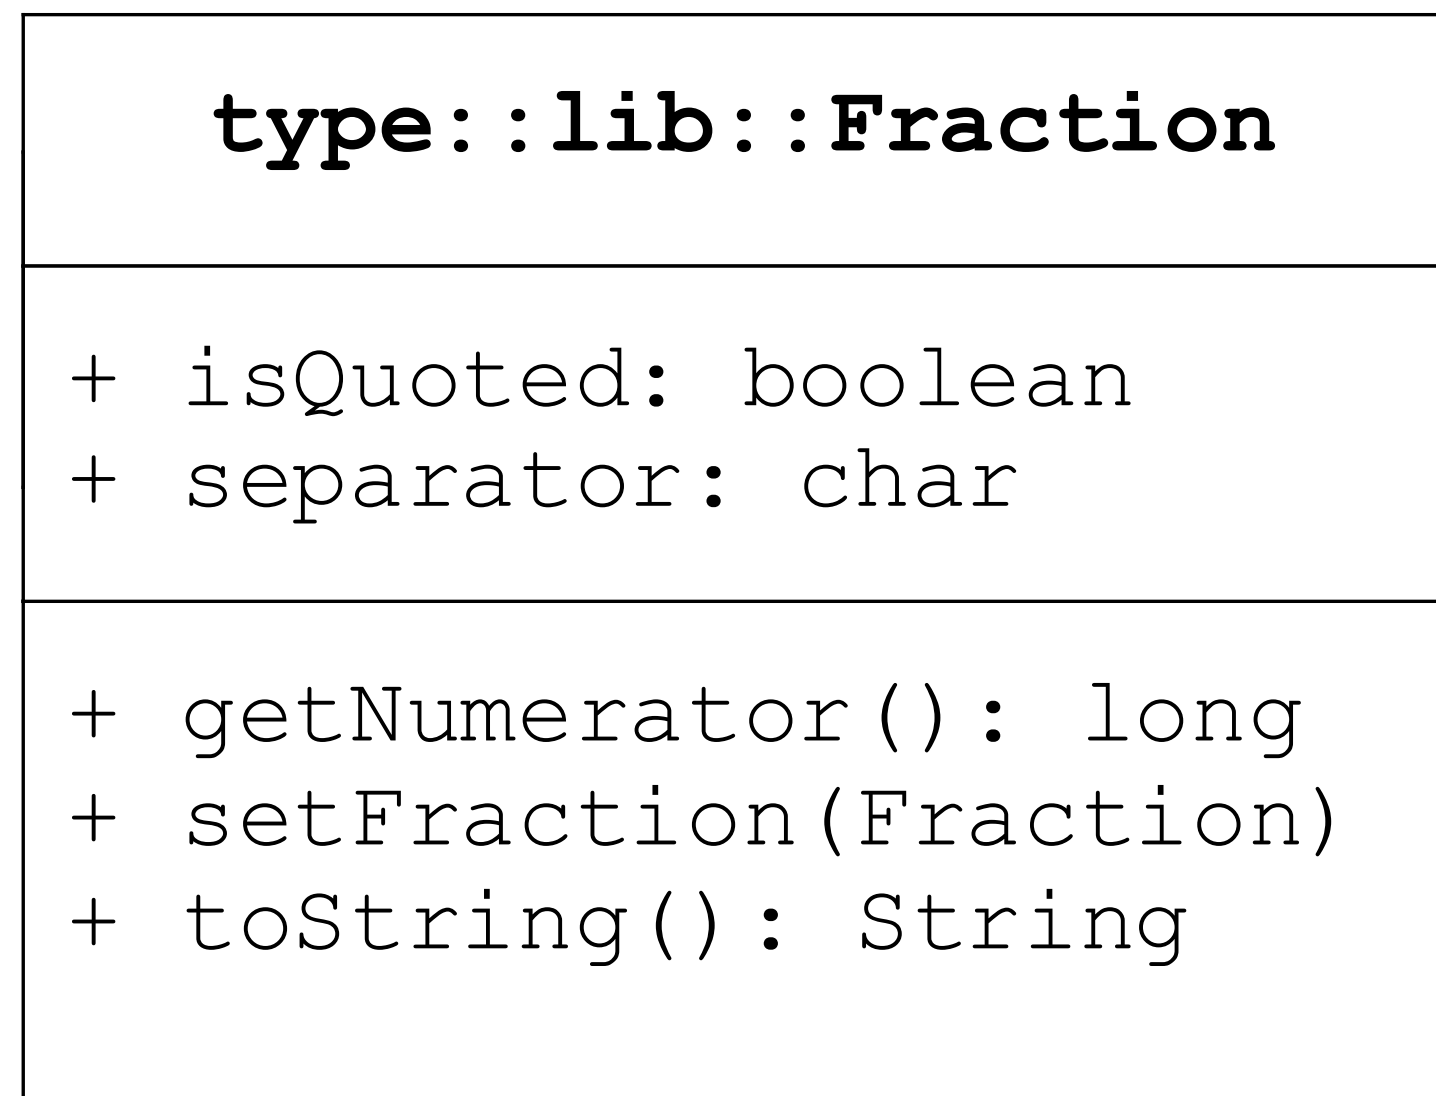 type::lib::Fraction
+ isQuoted: boolean
+ separator: char
+ getNumerator(): long
+ setFraction(Fraction)
+ toString(): String